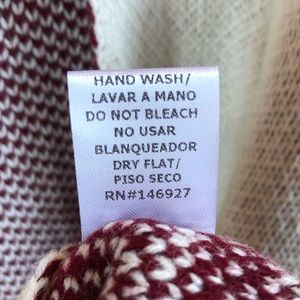 HAND WASH/
LAVAR A MANO
DO NOT BLEACH
NO USAR
BLANQUEADOR
DRY FLAT/
PISO SECO
RN#146927